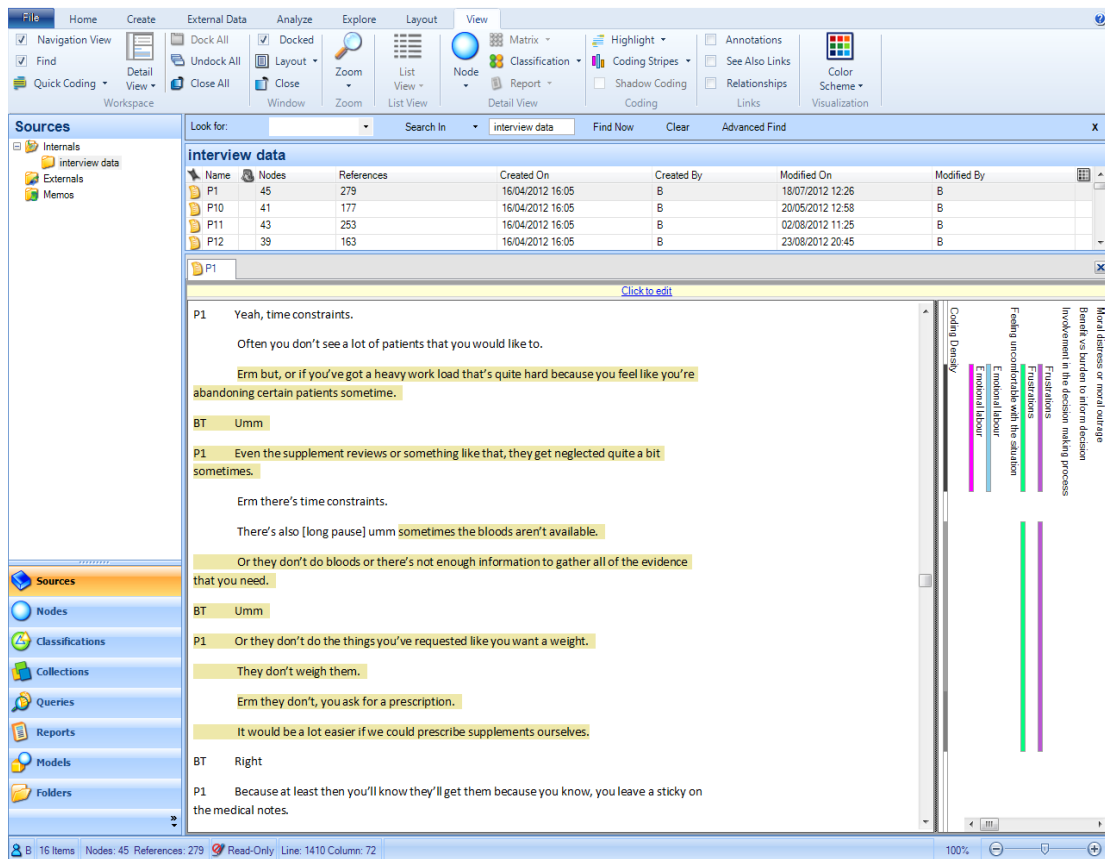 File Home Create External Data Analyze Explore Layout View
Navigation View Dock All Docked Matrix Highlight Annotations
Find Undock All Layout Classification Coding Stripes See Also Links
Quick Coding Detail View Close All Close Zoom List View Node Report Shadow Coding Relationships Color Scheme
Workspace Window Zoom List View Detail View Coding Links Visualization
Sources
Internals
interview data
Externals
Memos
Look for: Search In interview data Find Now Clear Advanced Find x
interview data
Name Nodes References Created On Created By Modified On Modified By
P1 45 279 16/04/2012 16:05 B 18/07/2012 12:26 B
P10 41 177 16/04/2012 16:05 B 20/05/2012 12:58 B
P11 43 253 16/04/2012 16:05 B 02/08/2012 11:25 B
P12 39 163 16/04/2012 16:05 B 23/08/2012 20:45 B
P1
Click to edit
P1 Yeah, time constraints.
Often you don't see a lot of patients that you would like to.
Erm but, or if you've got a heavy work load that's quite hard because you feel like you're
abandoning certain patients sometime.
BT Umm
P1 Even the supplement reviews or something like that, they get neglected quite a bit
sometimes.
Erm there's time constraints.
There's also [long pause] umm sometimes the bloods aren't available.
Or they don't do bloods or there's not enough information to gather all of the evidence
that you need.
BT Umm
P1 Or they don't do the things you've requested like you want a weight.
They don't weigh them.
Erm they don't, you ask for a prescription.
It would be a lot easier if we could prescribe supplements ourselves.
BT Right
P1 Because at least then you'll know they'll get them because you know, you leave a sticky on
the medical notes.
Coding Density
Emotional labour
Emotional labour
Feeling uncomfortable with the situation
Frustrations
Frustrations
Involvement in the decision making process
Benefit vs burden to inform decision
Moral distress or moral outrage
Sources
Nodes
Classifications
Collections
Queries
Reports
Models
Folders
B 16 Items Nodes: 45 References: 279 Read-Only Line: 1410 Column: 72 100%